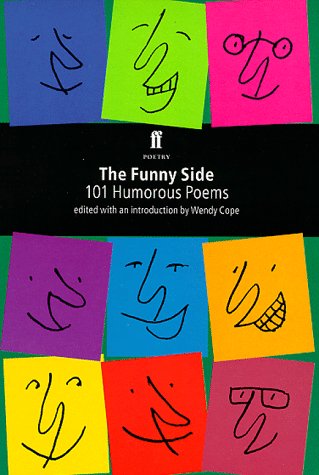 ff
POETRY
The Funny Side
101 Humorous Poems
edited with an introduction by Wendy Cope